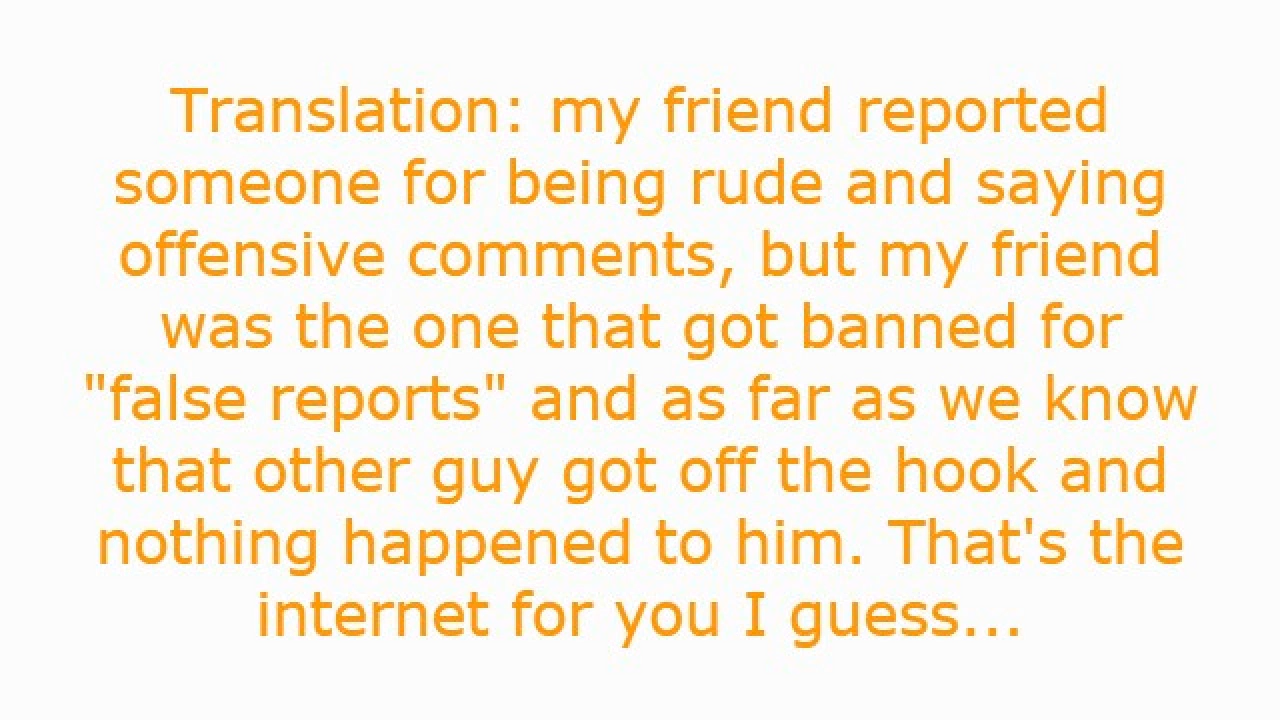 Translation: my friend reported
someone for being rude and saying
offensive comments, but my friend
was the one that got banned for
"false reports" and as far as we know
that other guy got off the hook and
nothing happened to him. That's the
internet for you I guess...